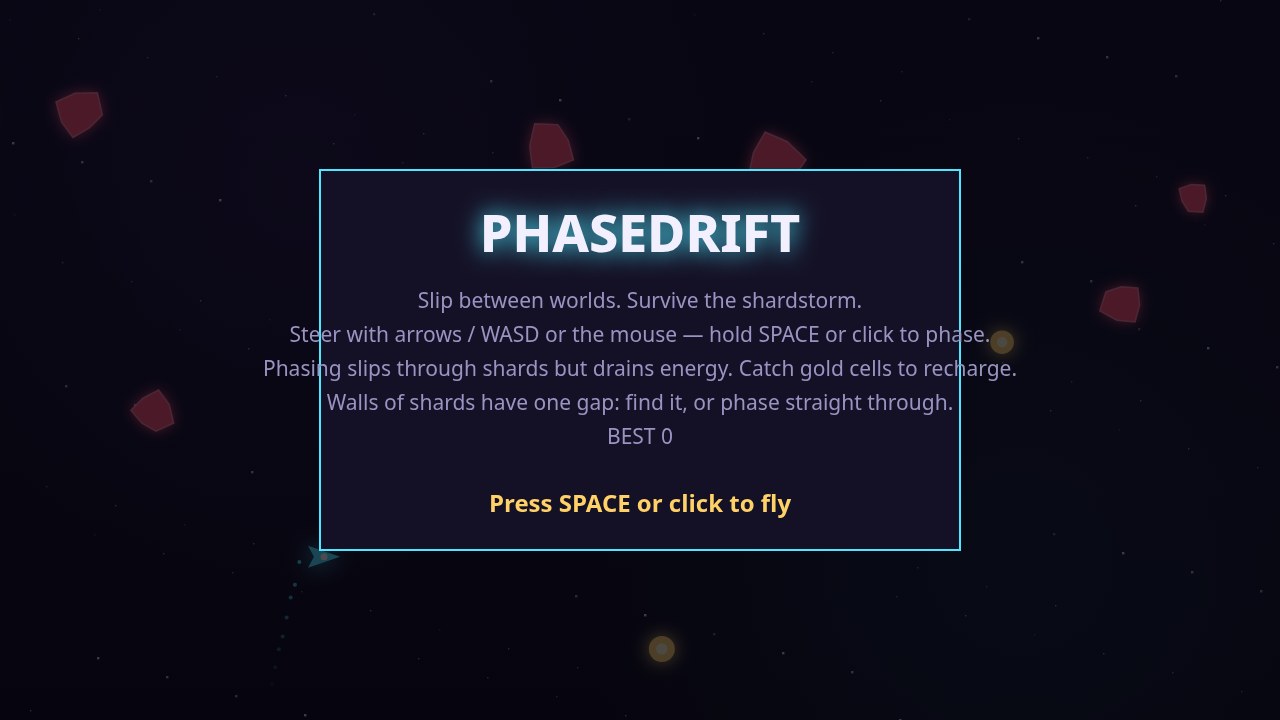 PHASEDRIFT
Slip between worlds. Survive the shardstorm.
Steer with arrows / WASD or the mouse — hold SPACE or click to phase.
Phasing slips through shards but drains energy. Catch gold cells to recharge.
Walls of shards have one gap: find it, or phase straight through.
BEST 0
Press SPACE or click to fly